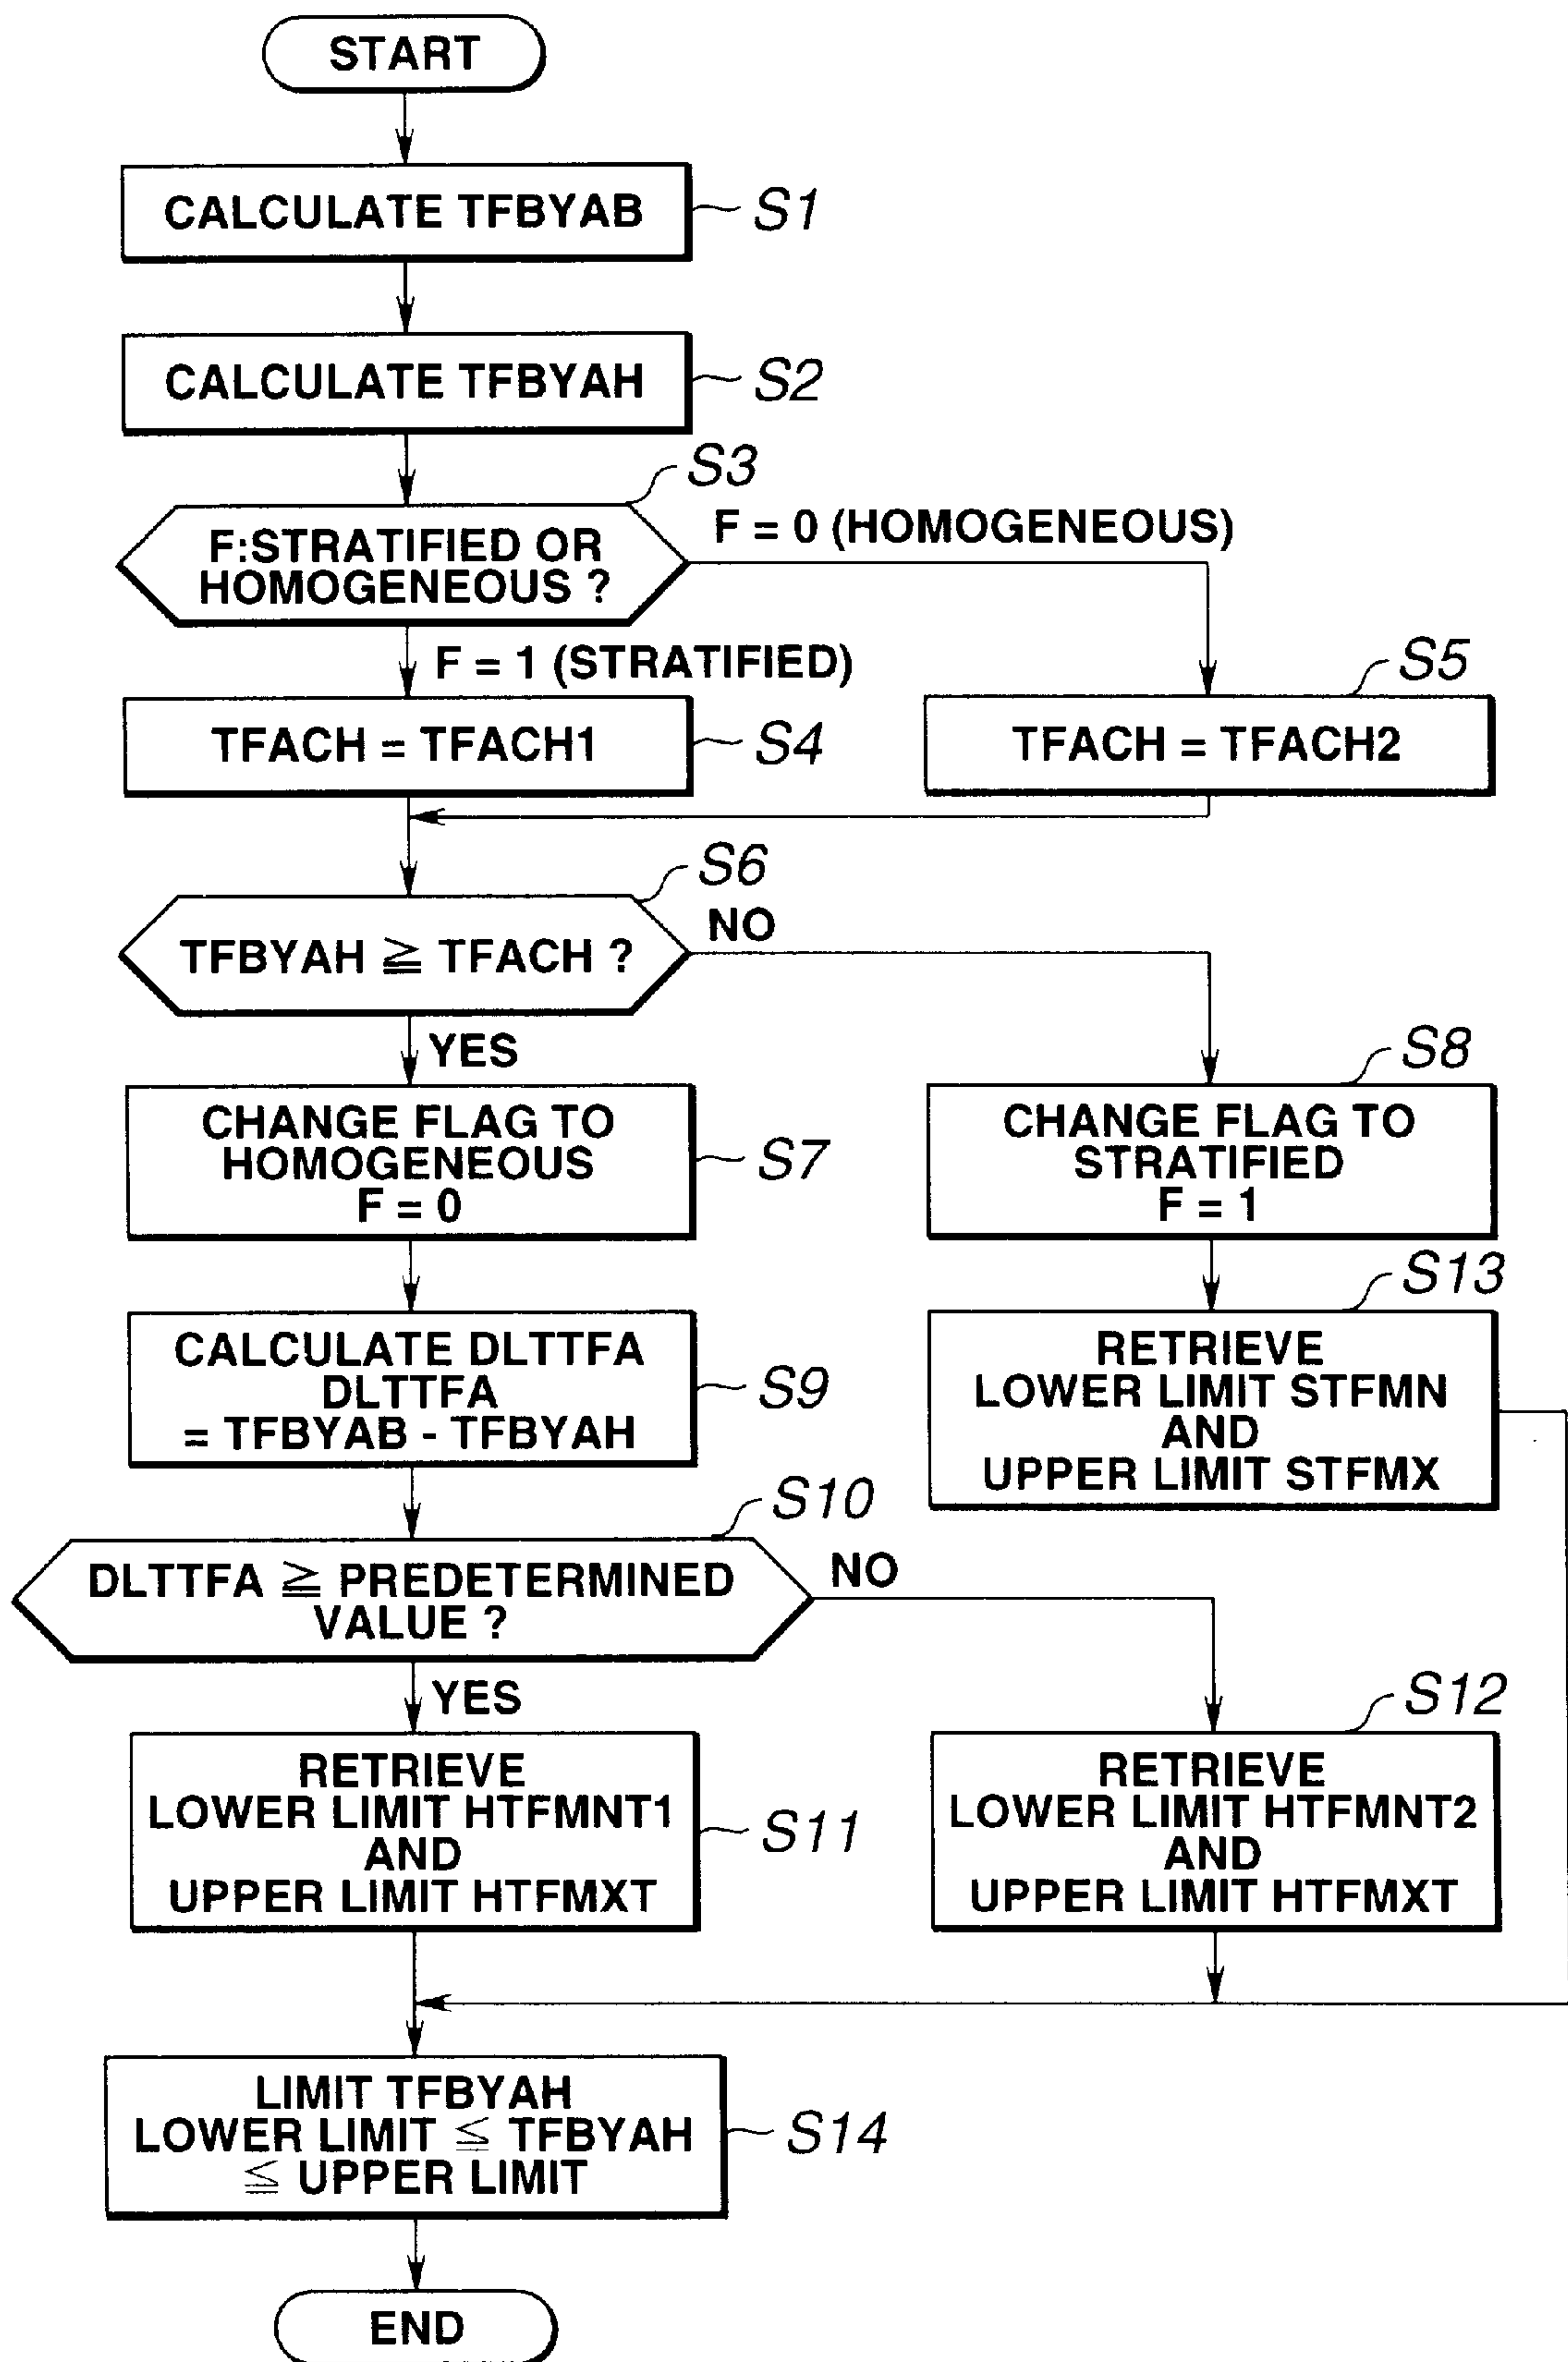 START
CALCULATE TFBYAB
S1
CALCULATE TFBYAH
S2
S3
F:STRATIFIED OR
HOMOGENEOUS ?
F = 0 (HOMOGENEOUS)
F = 1 (STRATIFIED)
TFACH = TFACH1
S4
S5
TFACH = TFACH2
S6
TFBYAH ≧ TFACH ?
NO
YES
CHANGE FLAG TO
HOMOGENEOUS
F = 0
S7
S8
CHANGE FLAG TO
STRATIFIED
F = 1
CALCULATE DLTTFA
DLTTFA
= TFBYAB - TFBYAH
S9
S13
RETRIEVE
LOWER LIMIT STFMN
AND
UPPER LIMIT STFMX
S10
DLTTFA ≧ PREDETERMINED
VALUE ?
NO
YES
RETRIEVE
LOWER LIMIT HTFMNT1
AND
UPPER LIMIT HTFMXT
S11
S12
RETRIEVE
LOWER LIMIT HTFMNT2
AND
UPPER LIMIT HTFMXT
LIMIT TFBYAH
LOWER LIMIT ≦ TFBYAH
≦ UPPER LIMIT
S14
END